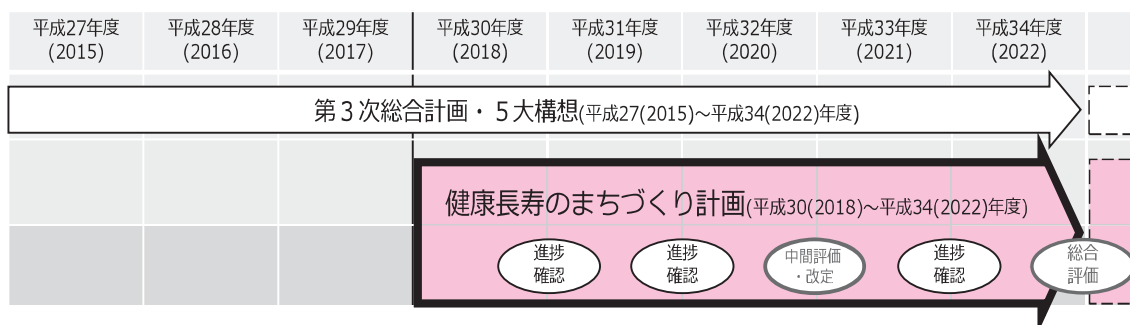 平成27年度
(2015)
平成28年度
(2016)
平成29年度
(2017)
平成30年度
(2018)
平成31年度
(2019)
平成32年度
(2020)
平成33年度
(2021)
平成34年度
(2022)
第３次総合計画・５大構想(平成27(2015)～平成34(2022)年度)
健康長寿のまちづくり計画(平成30(2018)～平成34(2022)年度)
進捗
確認
進捗
確認
中間評価
・改定
進捗
確認
総合
評価